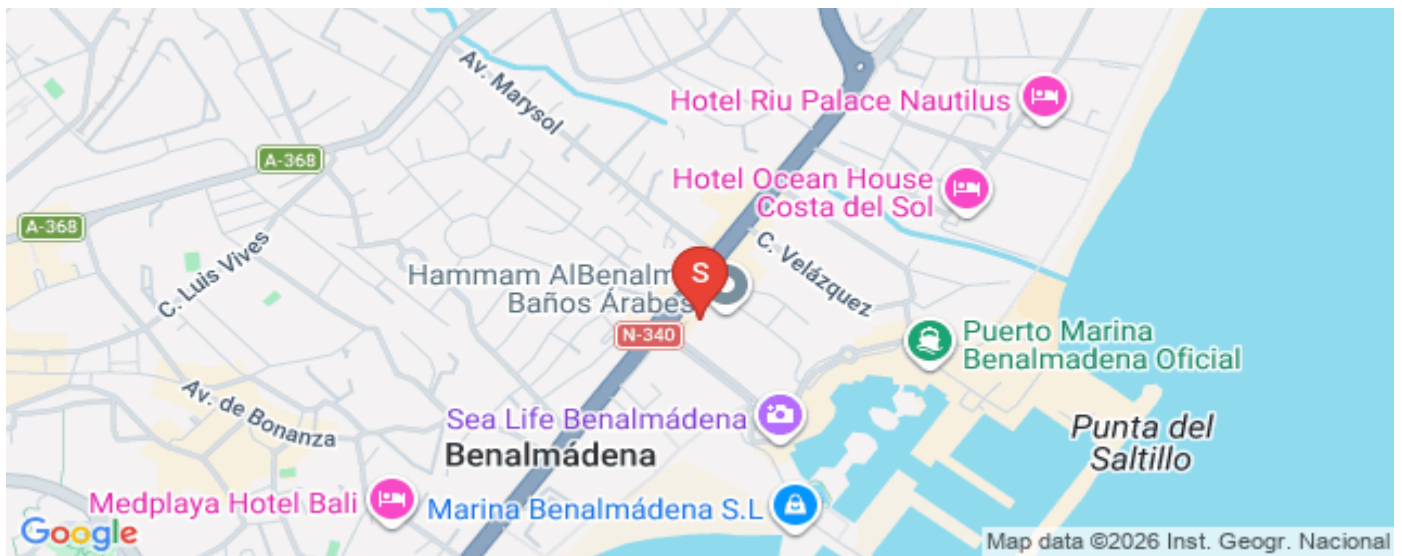 Av. Marysol
Hotel Riu Palace Nautilus
A-368
Hotel Ocean House
Costa del Sol
A-368
C. Luis Vives
C. Velázquez
S
Hammam AlBenalm
Baños Árabes
N-340
Puerto Marina
Benalmadena Oficial
Av. de Bonanza
Sea Life Benalmádena
Benalmádena
Punta del
Saltillo
Medplaya Hotel Bali
Marina Benalmádena S.L
Google
Map data ©2026 Inst. Geogr. Nacional